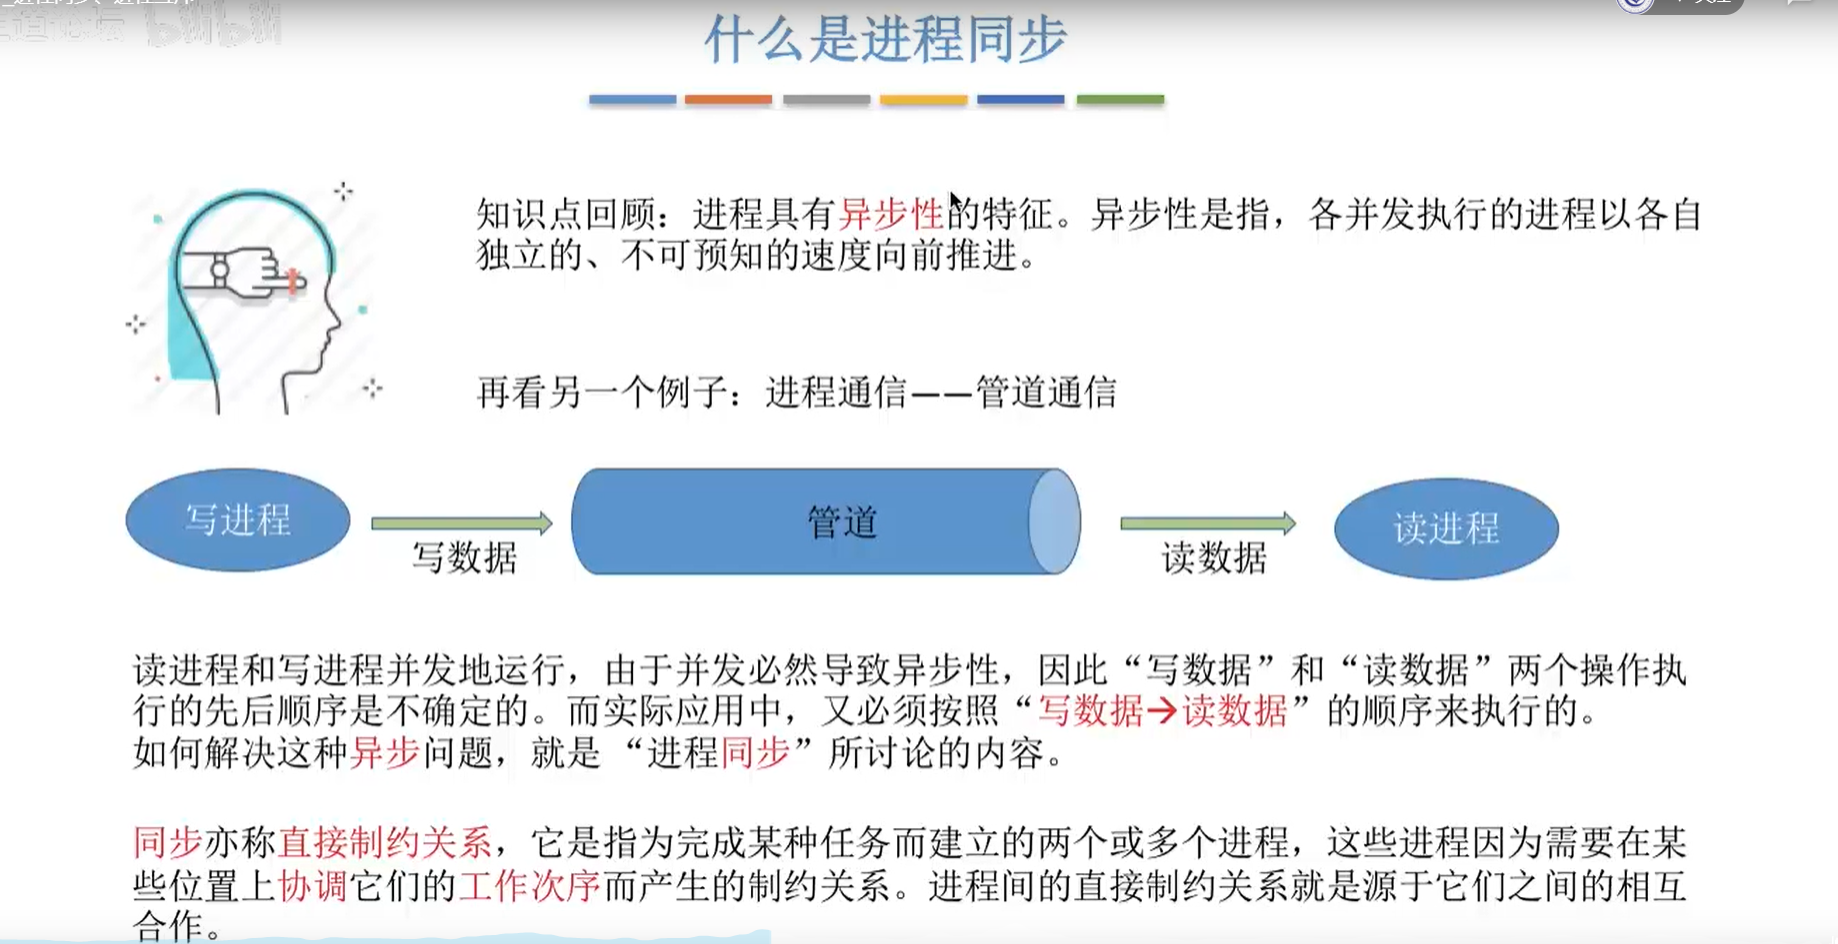 什么是进程同步
知识点回顾：进程具有异步性的特征。异步性是指，各并发执行的进程以各自
独立的、不可预知的速度向前推进。
再看另一个例子：进程通信——管道通信
写进程
写数据
管道
读数据
读进程
读进程和写进程并发地运行，由于并发必然导致异步性，因此“写数据”和“读数据”两个操作执
行的先后顺序是不确定的。而实际应用中，又必须按照“写数据→读数据”的顺序来执行的。
如何解决这种异步问题，就是 “进程同步”所讨论的内容。
同步亦称直接制约关系，它是指为完成某种任务而建立的两个或多个进程，这些进程因为需要在某
些位置上协调它们的工作次序而产生的制约关系。进程间的直接制约关系就是源于它们之间的相互
合作。